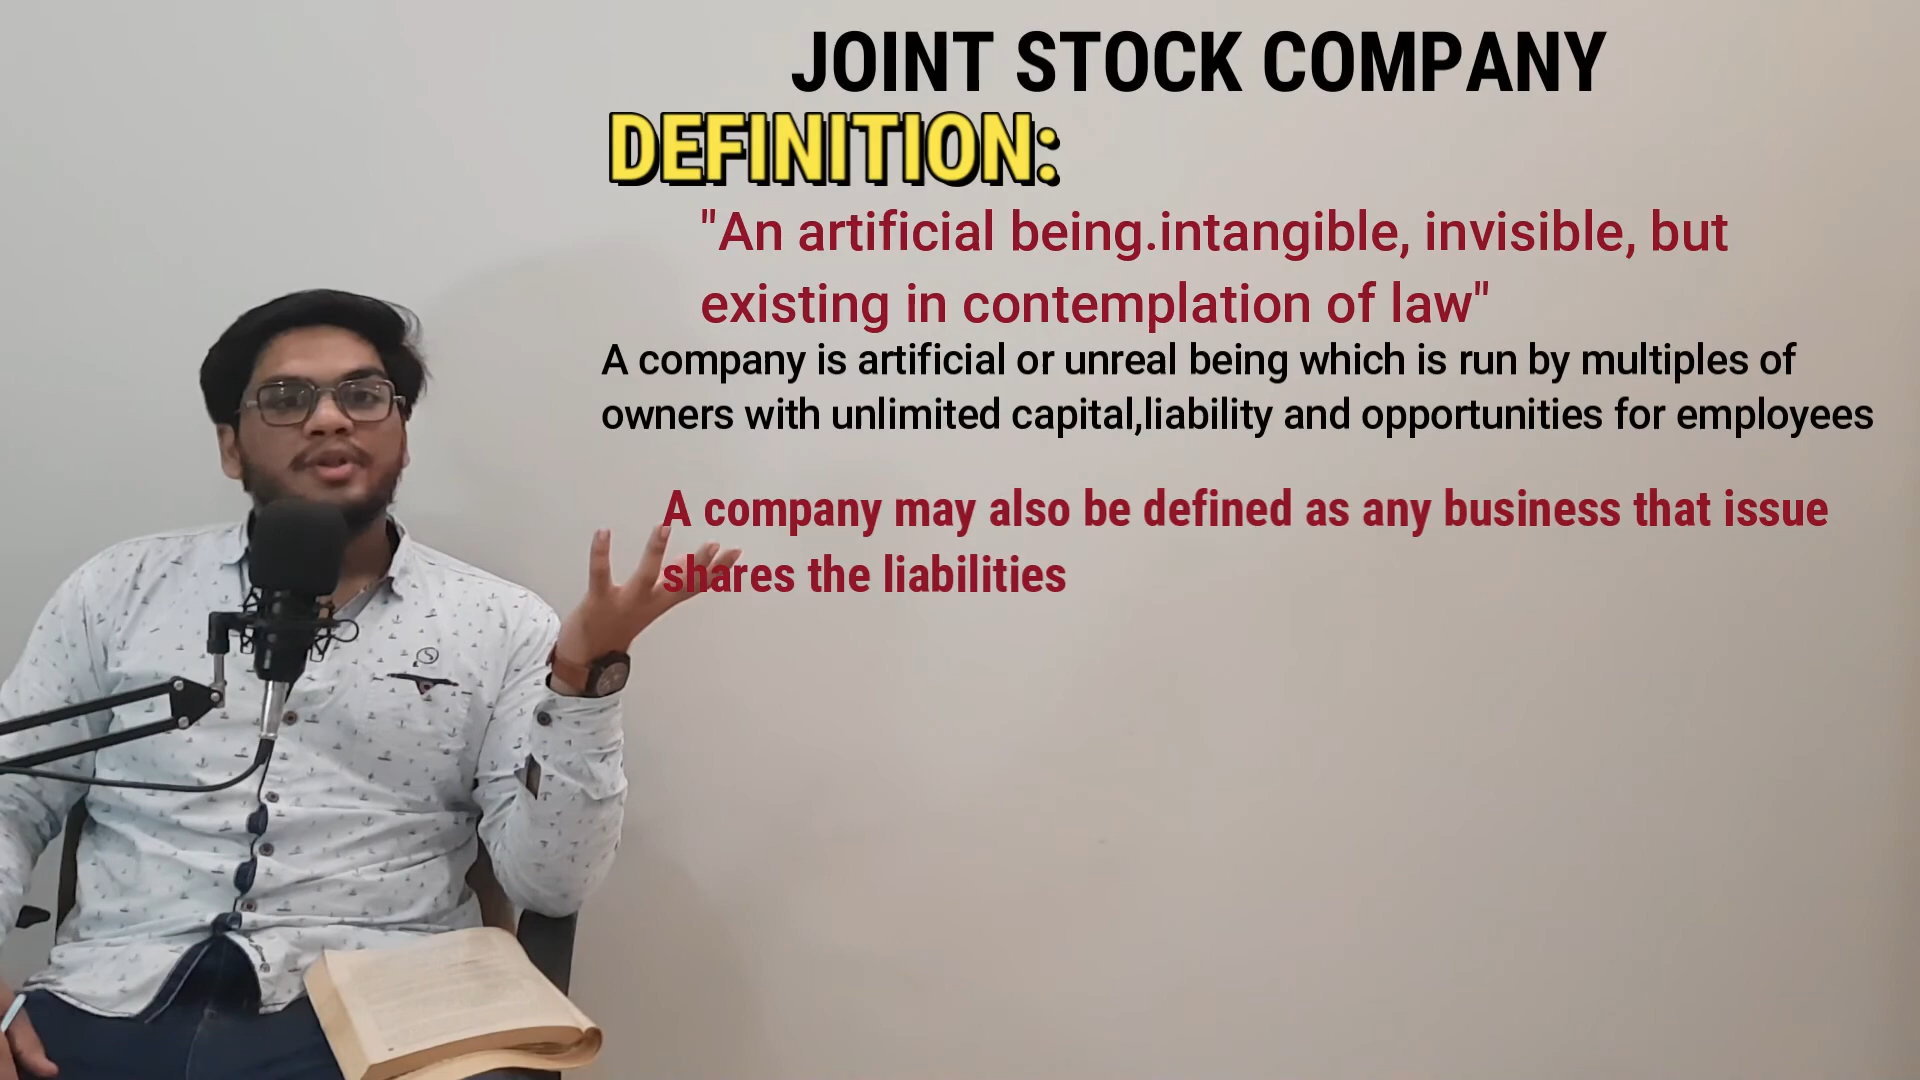 JOINT STOCK COMPANY
DEFINITION:
"An artificial being.intangible, invisible, but
existing in contemplation of law"
A company is artificial or unreal being which is run by multiples of
owners with unlimited capital,liability and opportunities for employees
A company may also be defined as any business that issue
shares the liabilities